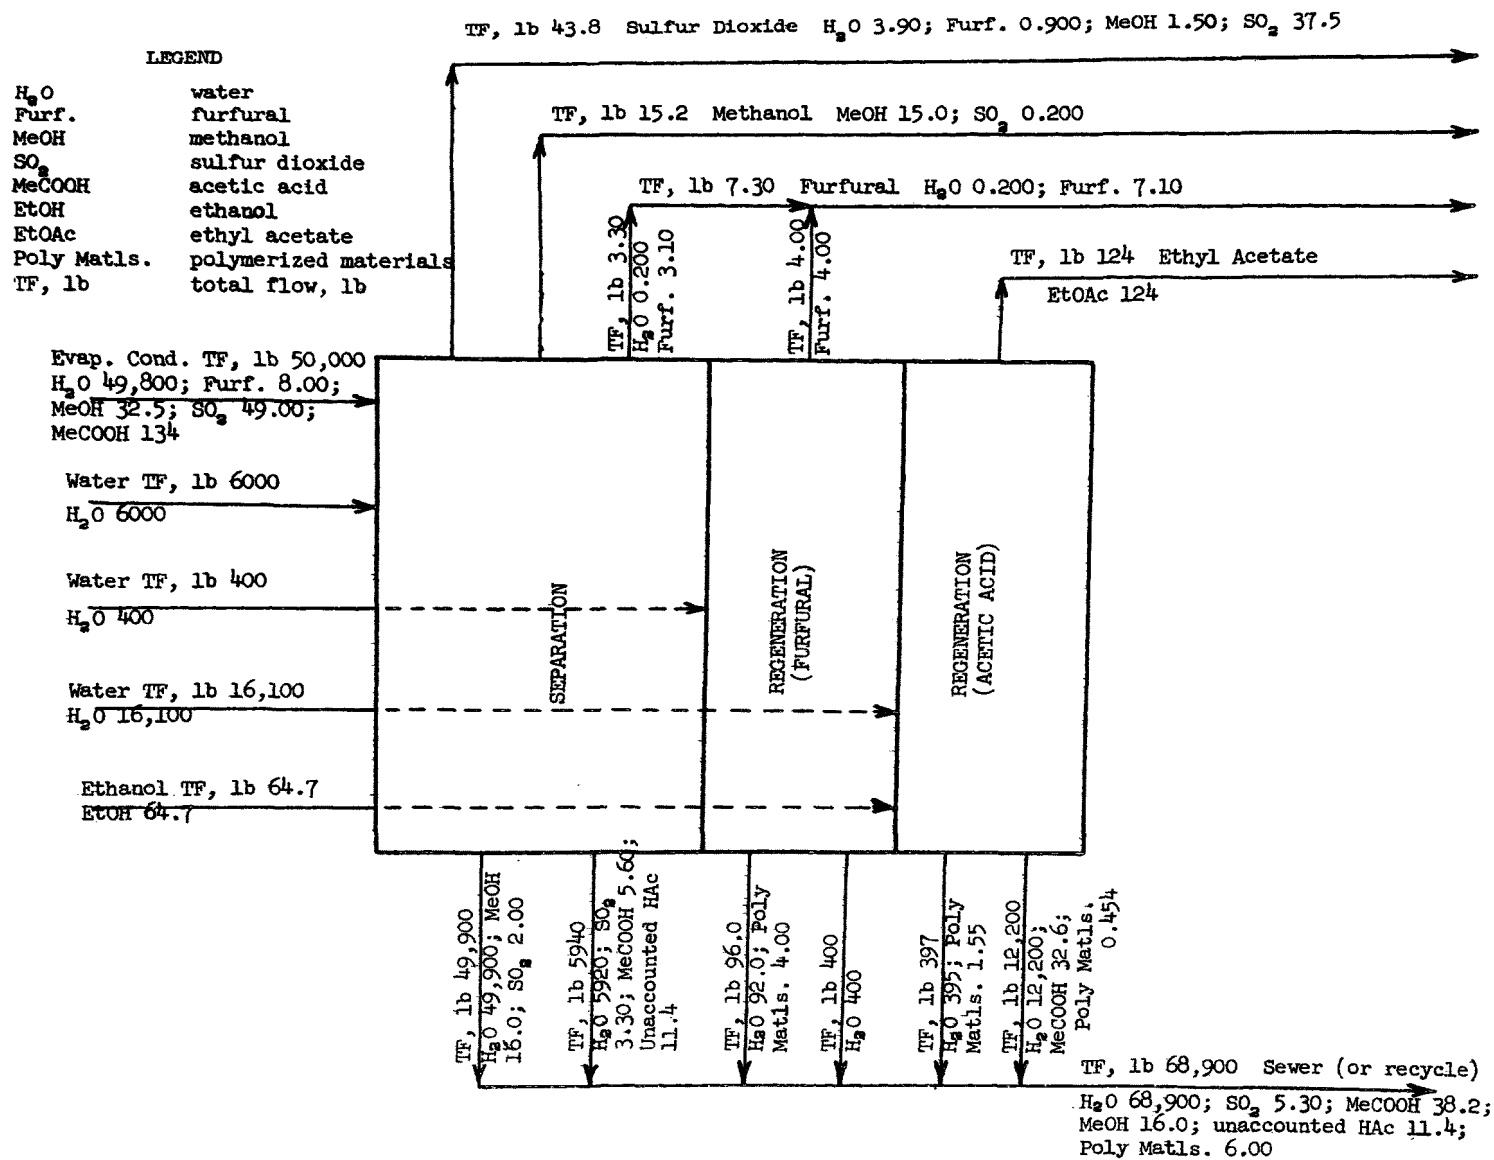 TF, lb 43.8 Sulfur Dioxide H₂O 3.90; Furf. 0.900; MeOH 1.50; SO₂ 37.5
LEGEND
H₂O water
Furf. furfural
MeOH methanol
SO₂ sulfur dioxide
MeCOOH acetic acid
EtOH ethanol
EtOAc ethyl acetate
Poly Matls. polymerized materials
TF, lb total flow, lb
TF, lb 15.2 Methanol MeOH 15.0; SO₂ 0.200
TF, lb 7.30 Furfural H₂O 0.200; Furf. 7.10
TF, lb 3.30
H₂O 0.200
Furf. 3.10
TF, lb 4.00
Furf. 4.00
TF, lb 124 Ethyl Acetate
EtOAc 124
Evap. Cond. TF, lb 50,000
H₂O 49,800; Furf. 8.00;
MeOH 32.5; SO₂ 49.00;
MeCOOH 134
Water TF, lb 6000
H₂O 6000
Water TF, lb 400
H₂O 400
Water TF, lb 16,100
H₂O 16,100
Ethanol TF, lb 64.7
EtOH 64.7
SEPARATION
REGENERATION
(FURFURAL)
REGENERATION
(ACETIC ACID)
TF, lb 49,900
H₂O 49,900; MeOH
16.0; SO₂ 2.00
TF, lb 5940
H₂O 5920; SO₂
3.30; MeCOOH 5.60;
Unaccounted HAc
11.4
TF, lb 96.0
H₂O 92.0; Poly
Matls. 4.00
TF, lb 400
H₂O 400
TF, lb 397
H₂O 395; Poly
Matls. 1.55
TF, lb 12,200
H₂O 12,200;
MeCOOH 32.6;
Poly Matls.
0.454
TF, lb 68,900 Sewer (or recycle)
H₂O 68,900; SO₂ 5.30; MeCOOH 38.2;
MeOH 16.0; unaccounted HAc 11.4;
Poly Matls. 6.00